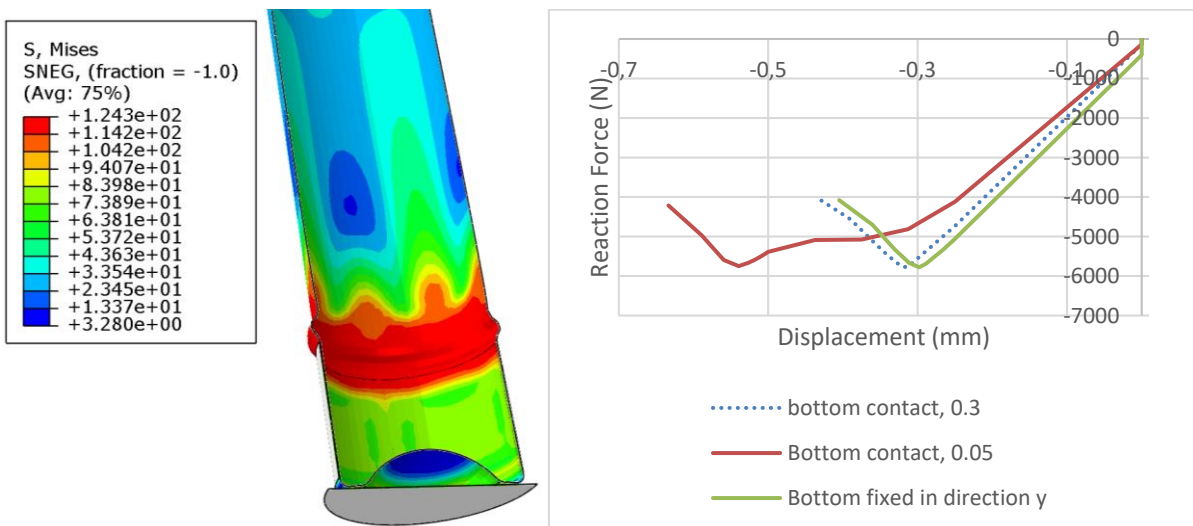 S, Mises
SNEG, (fraction = -1.0)
(Avg: 75%)
+1.243e+02
+1.142e+02
+1.042e+02
+9.407e+01
+8.398e+01
+7.389e+01
+6.381e+01
+5.372e+01
+4.363e+01
+3.354e+01
+2.345e+01
+1.337e+01
+3.280e+00
0
-0,7 -0,5 -0,3 -0,1
-1000
-2000
-3000
-4000
-5000
-6000
-7000
Reaction Force (N)
Displacement (mm)
bottom contact, 0.3
Bottom contact, 0.05
Bottom fixed in direction y